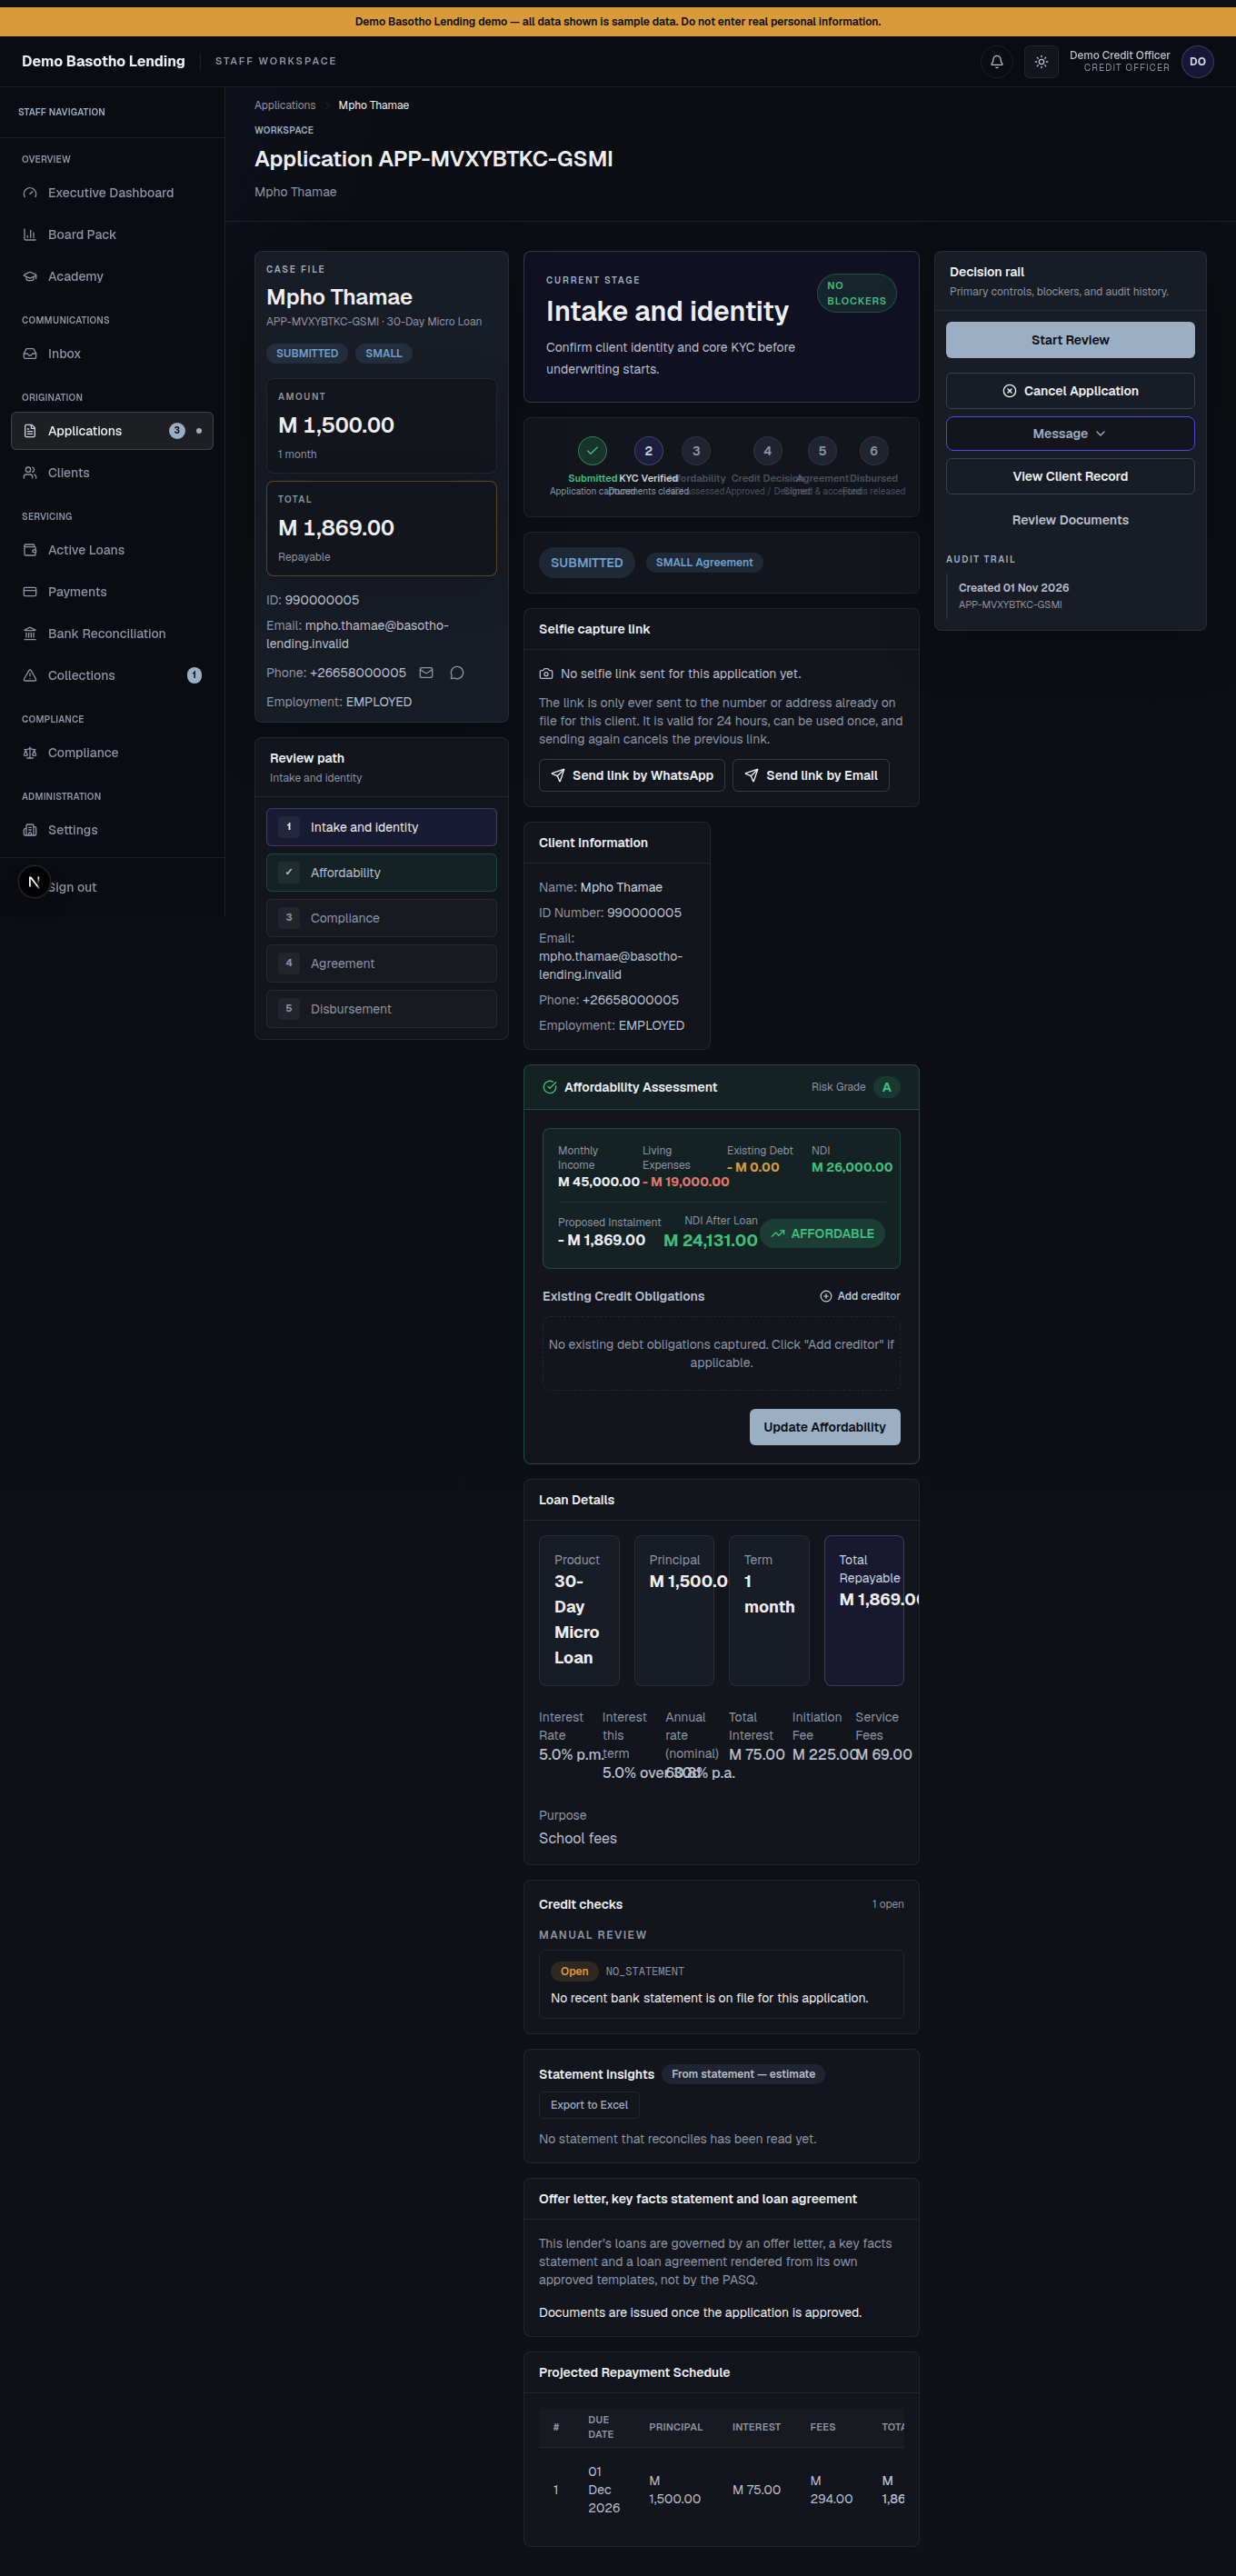 Demo Basotho Lending demo — all data shown is sample data. Do not enter real personal information.
Demo Basotho Lending
STAFF WORKSPACE
Demo Credit Officer
CREDIT OFFICER
DO
STAFF NAVIGATION
OVERVIEW
Executive Dashboard
Board Pack
Academy
COMMUNICATIONS
Inbox
ORIGINATION
Applications 3
Clients
SERVICING
Active Loans
Payments
Bank Reconciliation
Collections 1
COMPLIANCE
Compliance
ADMINISTRATION
Settings
N
Sign out
Applications › Mpho Thamae
WORKSPACE
Application APP-MVXYBTKC-GSMI
Mpho Thamae
CASE FILE
Mpho Thamae
APP-MVXYBTKC-GSMI · 30-Day Micro Loan
SUBMITTED SMALL
AMOUNT
M 1,500.00
1 month
TOTAL
M 1,869.00
Repayable
ID: 990000005
Email: mpho.thamae@basotho-
lending.invalid
Phone: +26658000005
Employment: EMPLOYED
Review path
Intake and identity
1 Intake and identity
✓ Affordability
3 Compliance
4 Agreement
5 Disbursement
CURRENT STAGE
Intake and identity
Confirm client identity and core KYC before
underwriting starts.
NO
BLOCKERS
2 3 4 5 6
Submitted KYC Verified Credit Decision Agreement Disbursed
Application captured Documents cleared
SUBMITTED SMALL Agreement
Selfie capture link
No selfie link sent for this application yet.
The link is only ever sent to the number or address already on
file for this client. It is valid for 24 hours, can be used once, and
sending again cancels the previous link.
Send link by WhatsApp Send link by Email
Client Information
Name: Mpho Thamae
ID Number: 990000005
Email:
mpho.thamae@basotho-
lending.invalid
Phone: +26658000005
Employment: EMPLOYED
Affordability Assessment Risk Grade A
Monthly
Income
M 45,000.00
Living
Expenses
- M 19,000.00
Existing Debt
- M 0.00
NDI
M 26,000.00
Proposed Instalment
- M 1,869.00
NDI After Loan
M 24,131.00
AFFORDABLE
Existing Credit Obligations Add creditor
No existing debt obligations captured. Click "Add creditor" if
applicable.
Update Affordability
Loan Details
Product
30-
Day
Micro
Loan
Principal
M 1,500.0
Term
1
month
Total
Repayable
M 1,869.00
Interest
Rate
5.0% p.m.
Interest
this
term
5.0% over 30d
Annual
rate
(nominal)
60.8% p.a.
Total
Interest
M 75.00
Initiation
Fee
M 225.00
Service
Fees
M 69.00
Purpose
School fees
Credit checks 1 open
MANUAL REVIEW
Open NO_STATEMENT
No recent bank statement is on file for this application.
Statement Insights From statement — estimate
Export to Excel
No statement that reconciles has been read yet.
Offer letter, key facts statement and loan agreement
This lender's loans are governed by an offer letter, a key facts
statement and a loan agreement rendered from its own
approved templates, not by the PASQ.
Documents are issued once the application is approved.
Projected Repayment Schedule
# DUE DATE PRINCIPAL INTEREST FEES TOTA
1 01 Dec 2026 M 1,500.00 M 75.00 M 294.00 M 1,86
Decision rail
Primary controls, blockers, and audit history.
Start Review
Cancel Application
Message
View Client Record
Review Documents
AUDIT TRAIL
Created 01 Nov 2026
APP-MVXYBTKC-GSMI